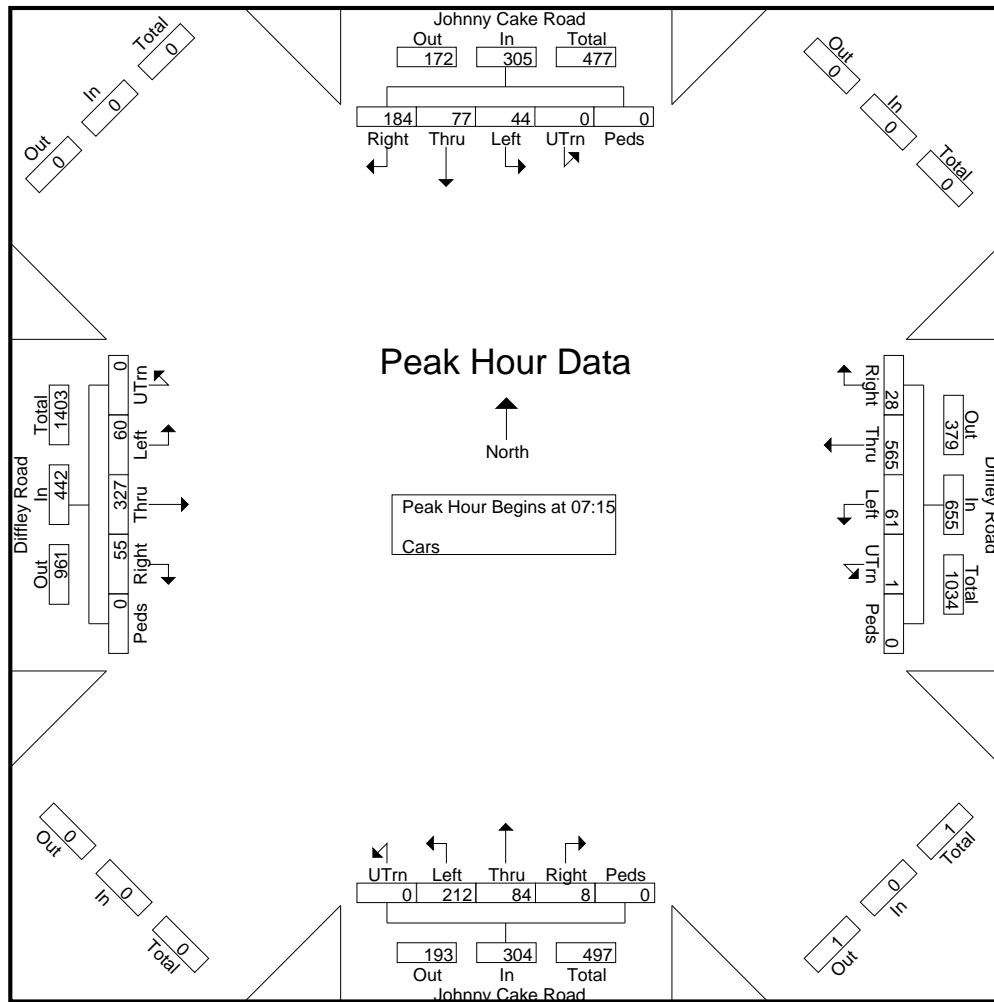 Johnny Cake Road
Out In Total
172 305 477
184 77 44 0 0
Right Thru Left UTrn Peds
Total
0
In
0
Out
0
Out
0
In
0
Total
0
Diffley Road
Total In Out
1403 442 961
0 60 327 55 0
UTrn Left Thru Right Peds
Peak Hour Data
North
Peak Hour Begins at 07:15
Cars
Right Thru Left UTrn Peds
28 565 61 1 0
Out In Total
379 655 1034
Diffley Road
Out
0
In
0
Total
0
1
Total
0
In
1
Out
UTrn Left Thru Right Peds
0 212 84 8 0
193 304 497
Out In Total
Johnny Cake Road